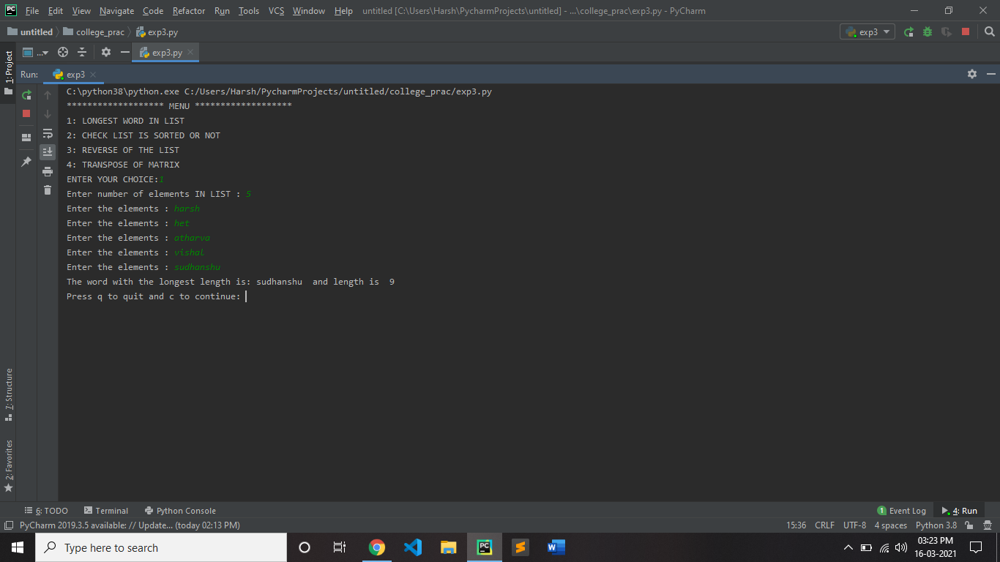 File Edit View Navigate Code Refactor Run Tools VCS Window Help untitled [C:\Users\Harsh\PycharmProjects\untitled] - ...\college_prac\exp3.py - PyCharm
untitled college_prac exp3.py exp3
1: Project
... exp3.py
Run: exp3
C:\python38\python.exe C:/Users/Harsh/PycharmProjects/untitled/college_prac/exp3.py
******************* MENU *******************
1: LONGEST WORD IN LIST
2: CHECK LIST IS SORTED OR NOT
3: REVERSE OF THE LIST
4: TRANSPOSE OF MATRIX
ENTER YOUR CHOICE:1
Enter number of elements IN LIST : 5
Enter the elements : harsh
Enter the elements : het
Enter the elements : atharva
Enter the elements : vishal
Enter the elements : sudhanshu
The word with the longest length is: sudhanshu  and length is  9
Press q to quit and c to continue:
7: Structure
2: Favorites
6: TODO Terminal Python Console 1 Event Log 4: Run
PyCharm 2019.3.5 available: // Update... (today 02:13 PM) 15:36 CRLF UTF-8 4 spaces Python 3.8
Type here to search
03:23 PM
16-03-2021